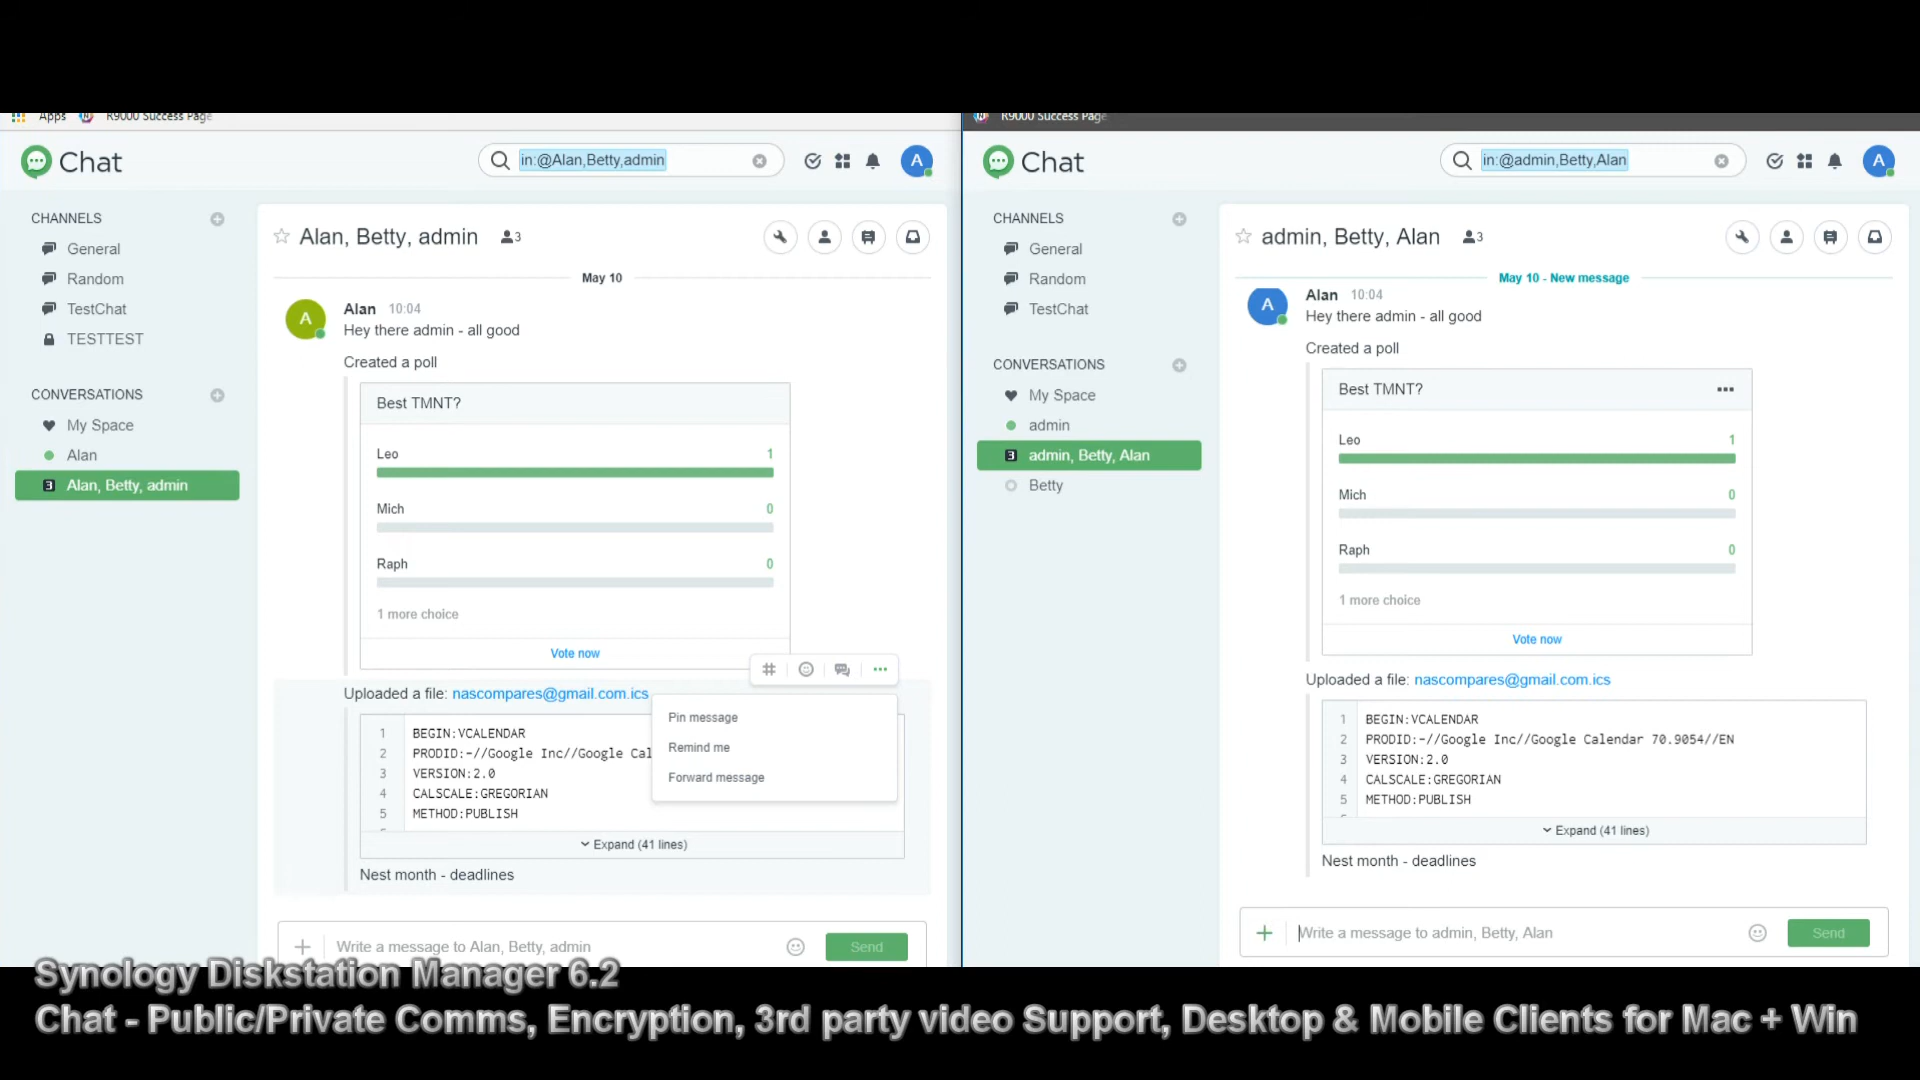 Apps R9000 Success Page
Chat
in:@Alan,Betty,admin
A
CHANNELS
General
Random
TestChat
TESTTEST
CONVERSATIONS
My Space
Alan
3 Alan, Betty, admin
Alan, Betty, admin 3
May 10
A
Alan 10:04
Hey there admin - all good
Created a poll
Best TMNT?
Leo 1
Mich 0
Raph 0
1 more choice
Vote now
Uploaded a file: nascompares@gmail.com.ics
Pin message
Remind me
Forward message
1 BEGIN:VCALENDAR
2 PRODID:-//Google Inc//Google Cal
3 VERSION:2.0
4 CALSCALE:GREGORIAN
5 METHOD:PUBLISH
Expand (41 lines)
Nest month - deadlines
Write a message to Alan, Betty, admin
Send
R9000 Success Page
Chat
in:@admin,Betty,Alan
A
CHANNELS
General
Random
TestChat
CONVERSATIONS
My Space
admin
3 admin, Betty, Alan
Betty
admin, Betty, Alan 3
May 10 - New message
A
Alan 10:04
Hey there admin - all good
Created a poll
Best TMNT?
Leo 1
Mich 0
Raph 0
1 more choice
Vote now
Uploaded a file: nascompares@gmail.com.ics
1 BEGIN:VCALENDAR
2 PRODID:-//Google Inc//Google Calendar 70.9054//EN
3 VERSION:2.0
4 CALSCALE:GREGORIAN
5 METHOD:PUBLISH
Expand (41 lines)
Nest month - deadlines
Write a message to admin, Betty, Alan
Send
Synology Diskstation Manager 6.2
Chat - Public/Private Comms, Encryption, 3rd party video Support, Desktop & Mobile Clients for Mac + Win